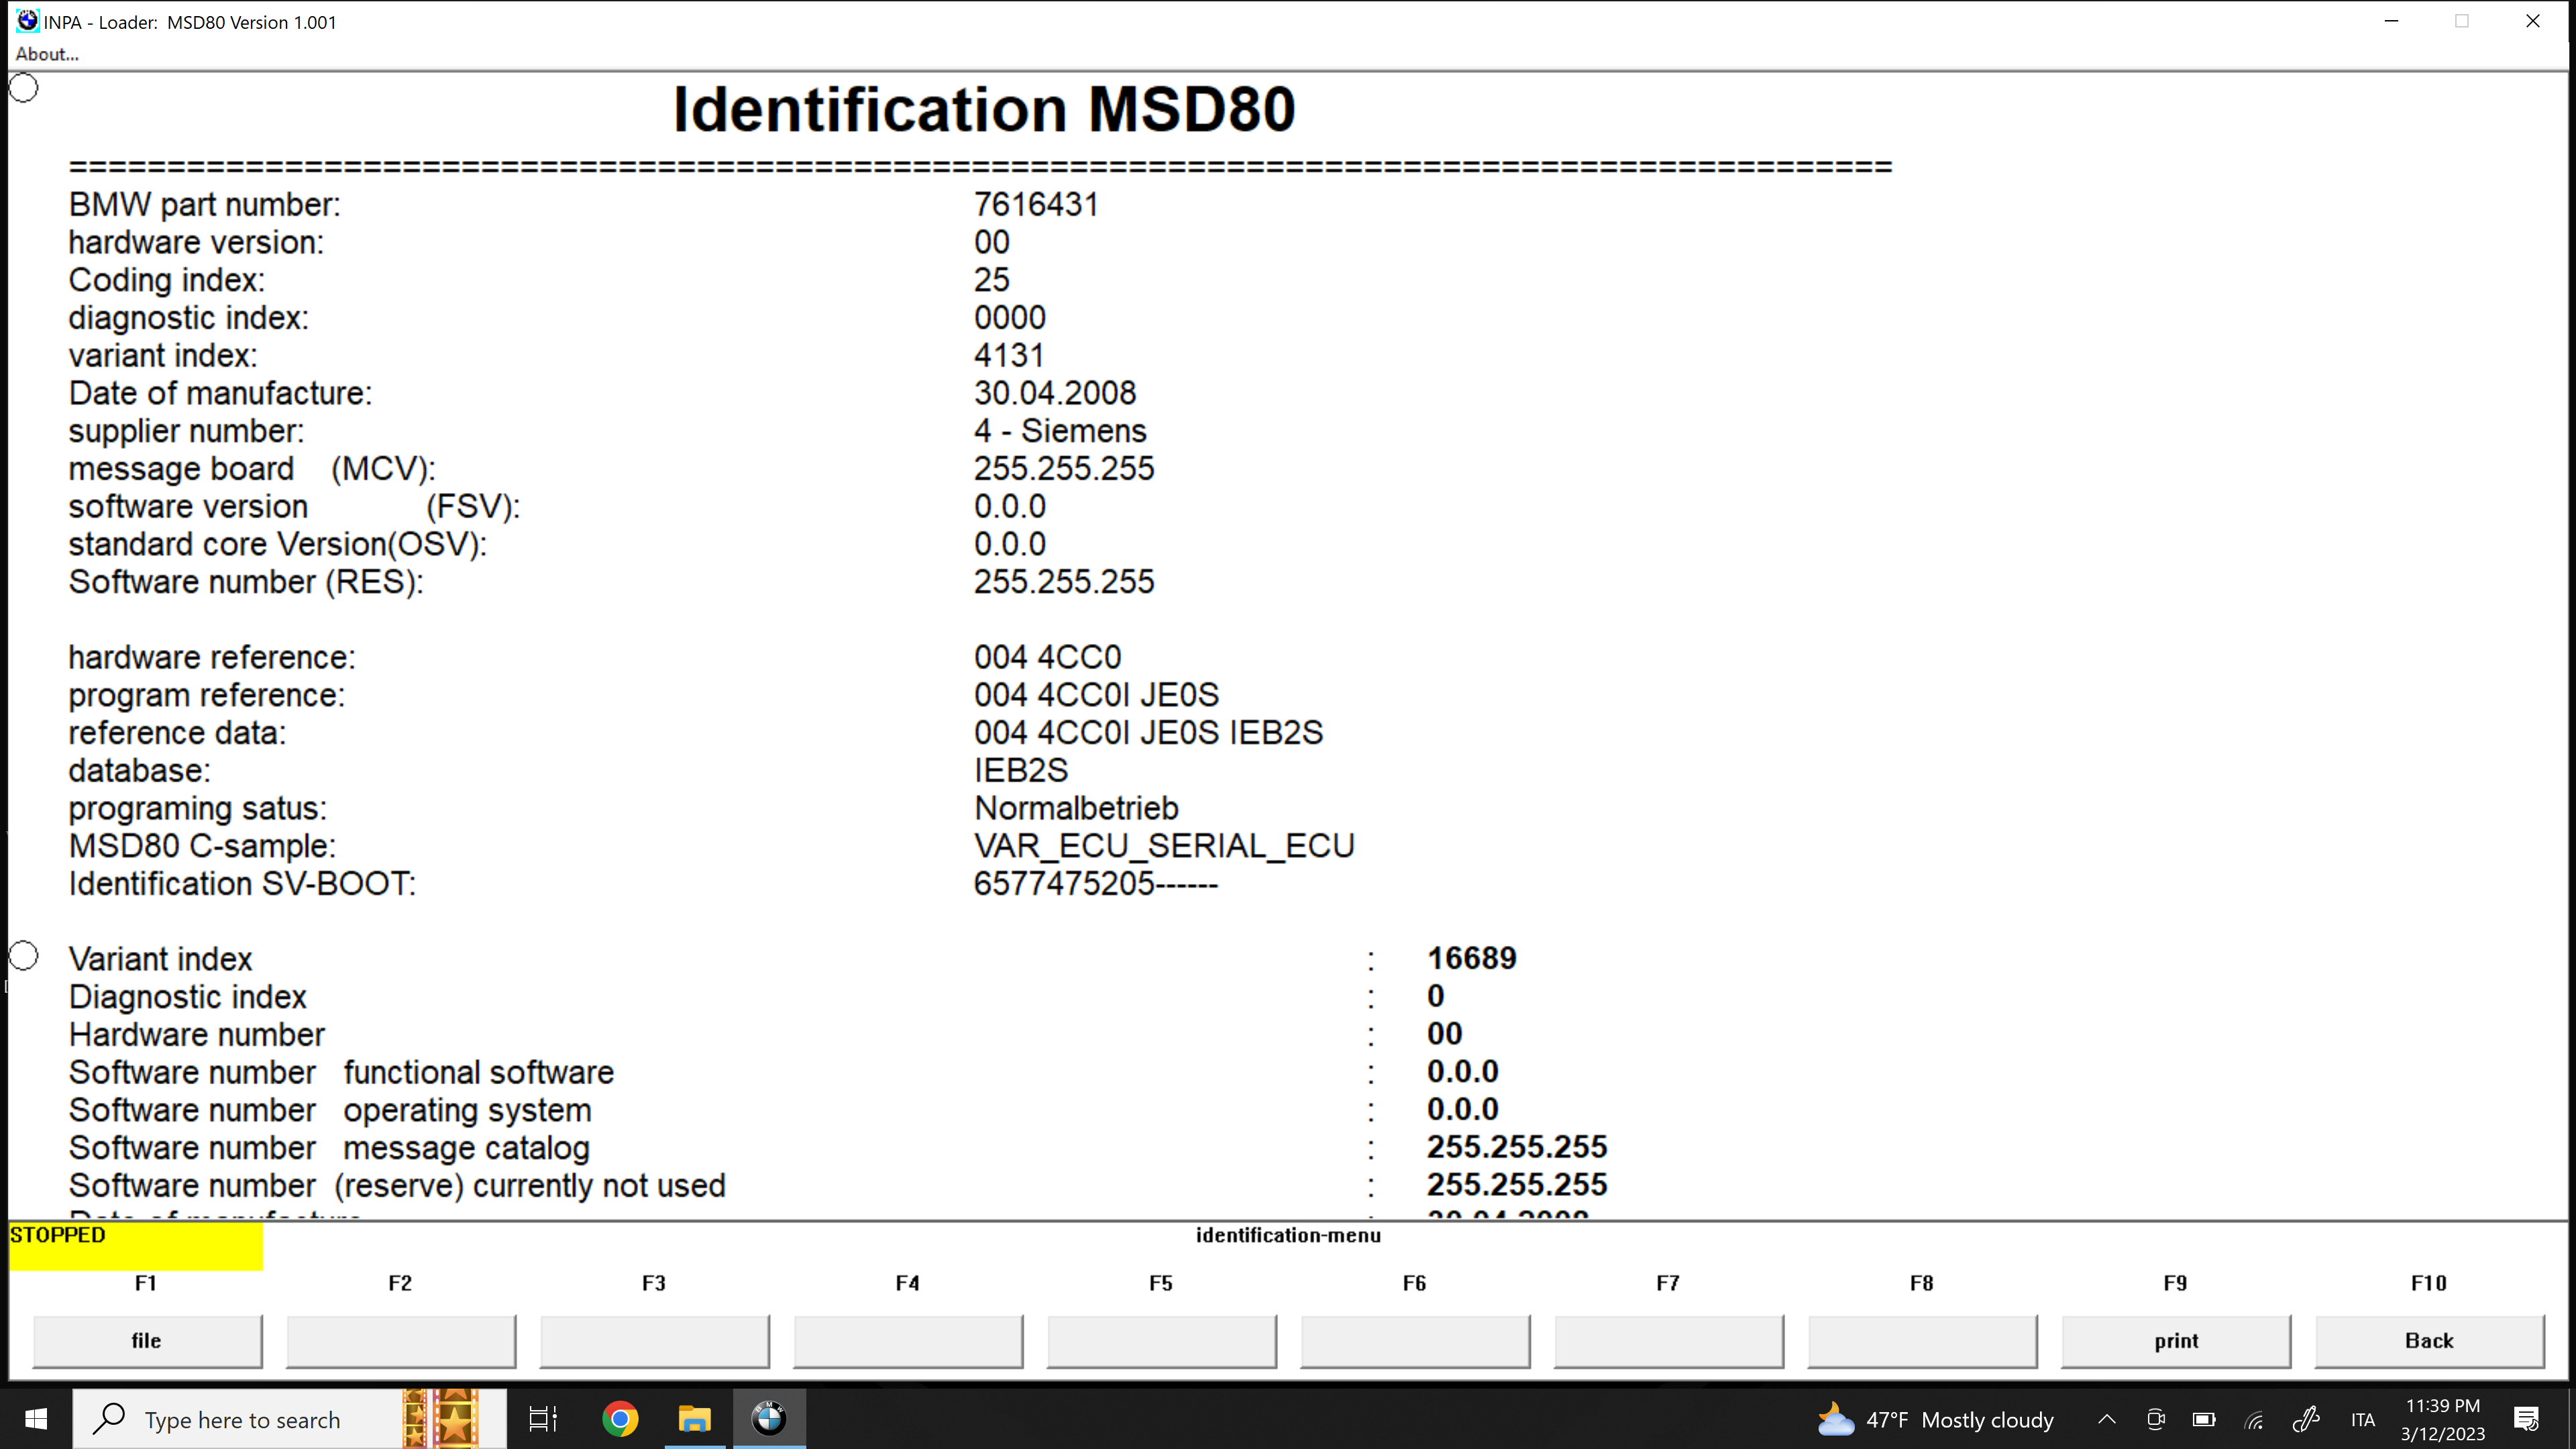 INPA - Loader:  MSD80 Version 1.001
About...
Identification MSD80
=============================================================================================
BMW part number: 7616431
hardware version: 00
Coding index: 25
diagnostic index: 0000
variant index: 4131
Date of manufacture: 30.04.2008
supplier number: 4 - Siemens
message board (MCV): 255.255.255
software version (FSV): 0.0.0
standard core Version(OSV): 0.0.0
Software number (RES): 255.255.255
hardware reference: 004 4CC0
program reference: 004 4CC0I JE0S
reference data: 004 4CC0I JE0S IEB2S
database: IEB2S
programing satus: Normalbetrieb
MSD80 C-sample: VAR_ECU_SERIAL_ECU
Identification SV-BOOT: 6577475205------
Variant index : 16689
Diagnostic index : 0
Hardware number : 00
Software number functional software : 0.0.0
Software number operating system : 0.0.0
Software number message catalog : 255.255.255
Software number (reserve) currently not used : 255.255.255
Date of manufacture : 30.04.2008
STOPPED identification-menu
F1 F2 F3 F4 F5 F6 F7 F8 F9 F10
file print Back
Type here to search 47°F Mostly cloudy ITA 11:39 PM
3/12/2023